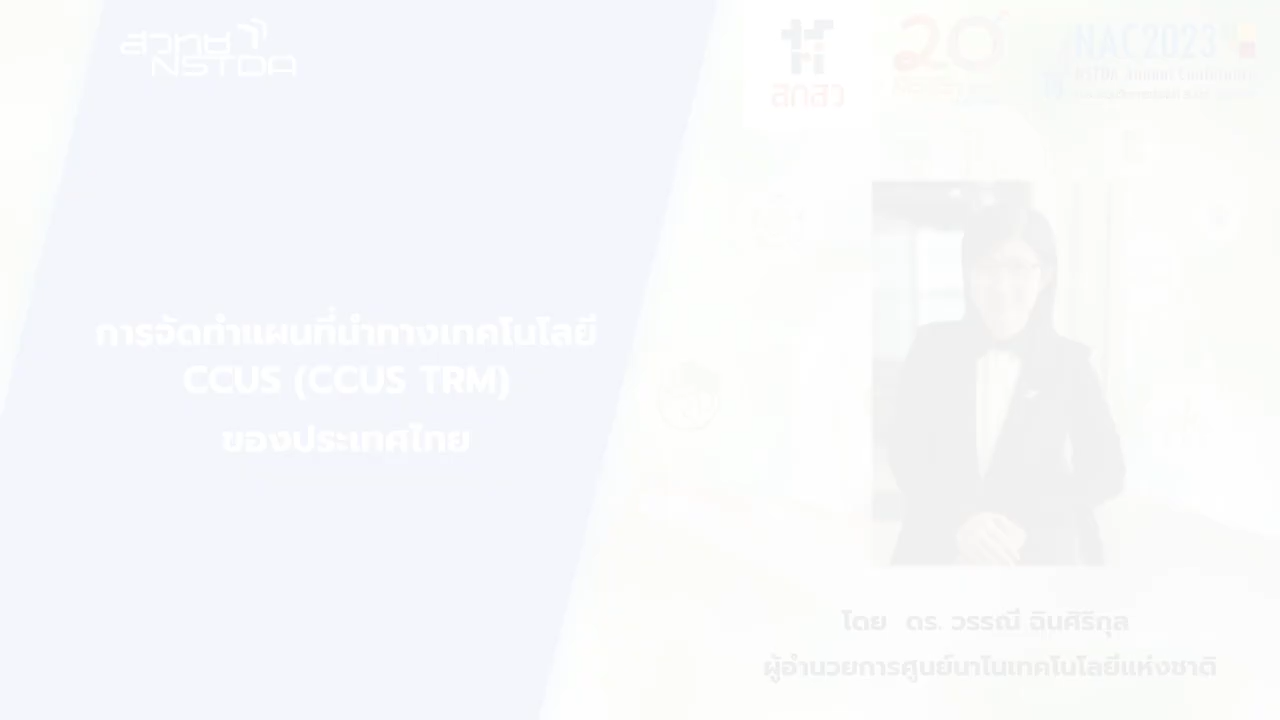 สวทช
NSTDA
สกสว
20
NAC2023
NSTDA Annual Conference
การจัดทำแผนที่นำทางเทคโนโลยี
CCUS (CCUS TRM)
ของประเทศไทย
โดย ดร. วรรณี ฉินศิริกุล
ผู้อำนวยการศูนย์นาโนเทคโนโลยีแห่งชาติ